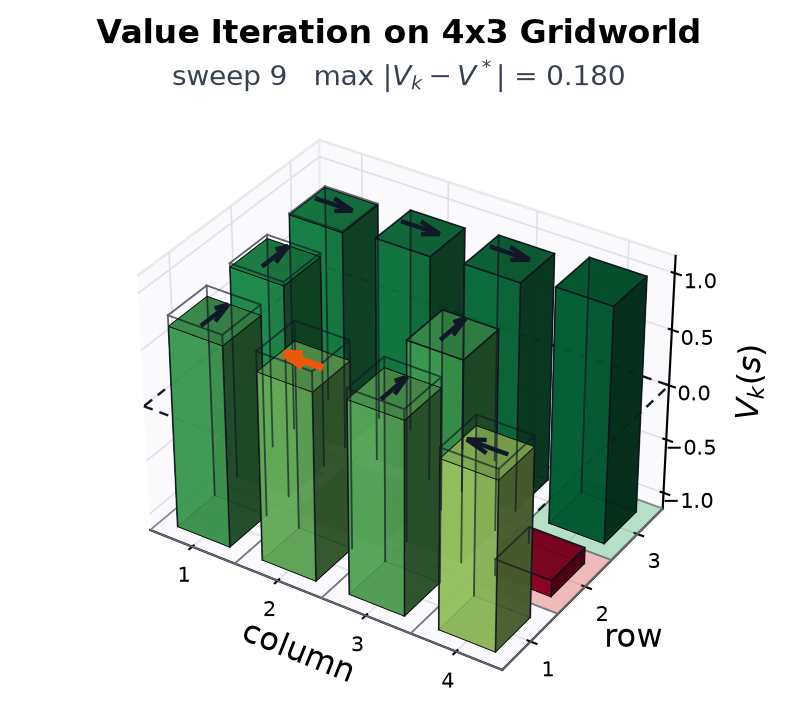 Value Iteration on 4x3 Gridworld
sweep 9   max |V_k − V^*| = 0.180
1.0
0.5
0.0
−0.5
−1.0
V_k(s)
1
2
3
4
column
1
2
3
row